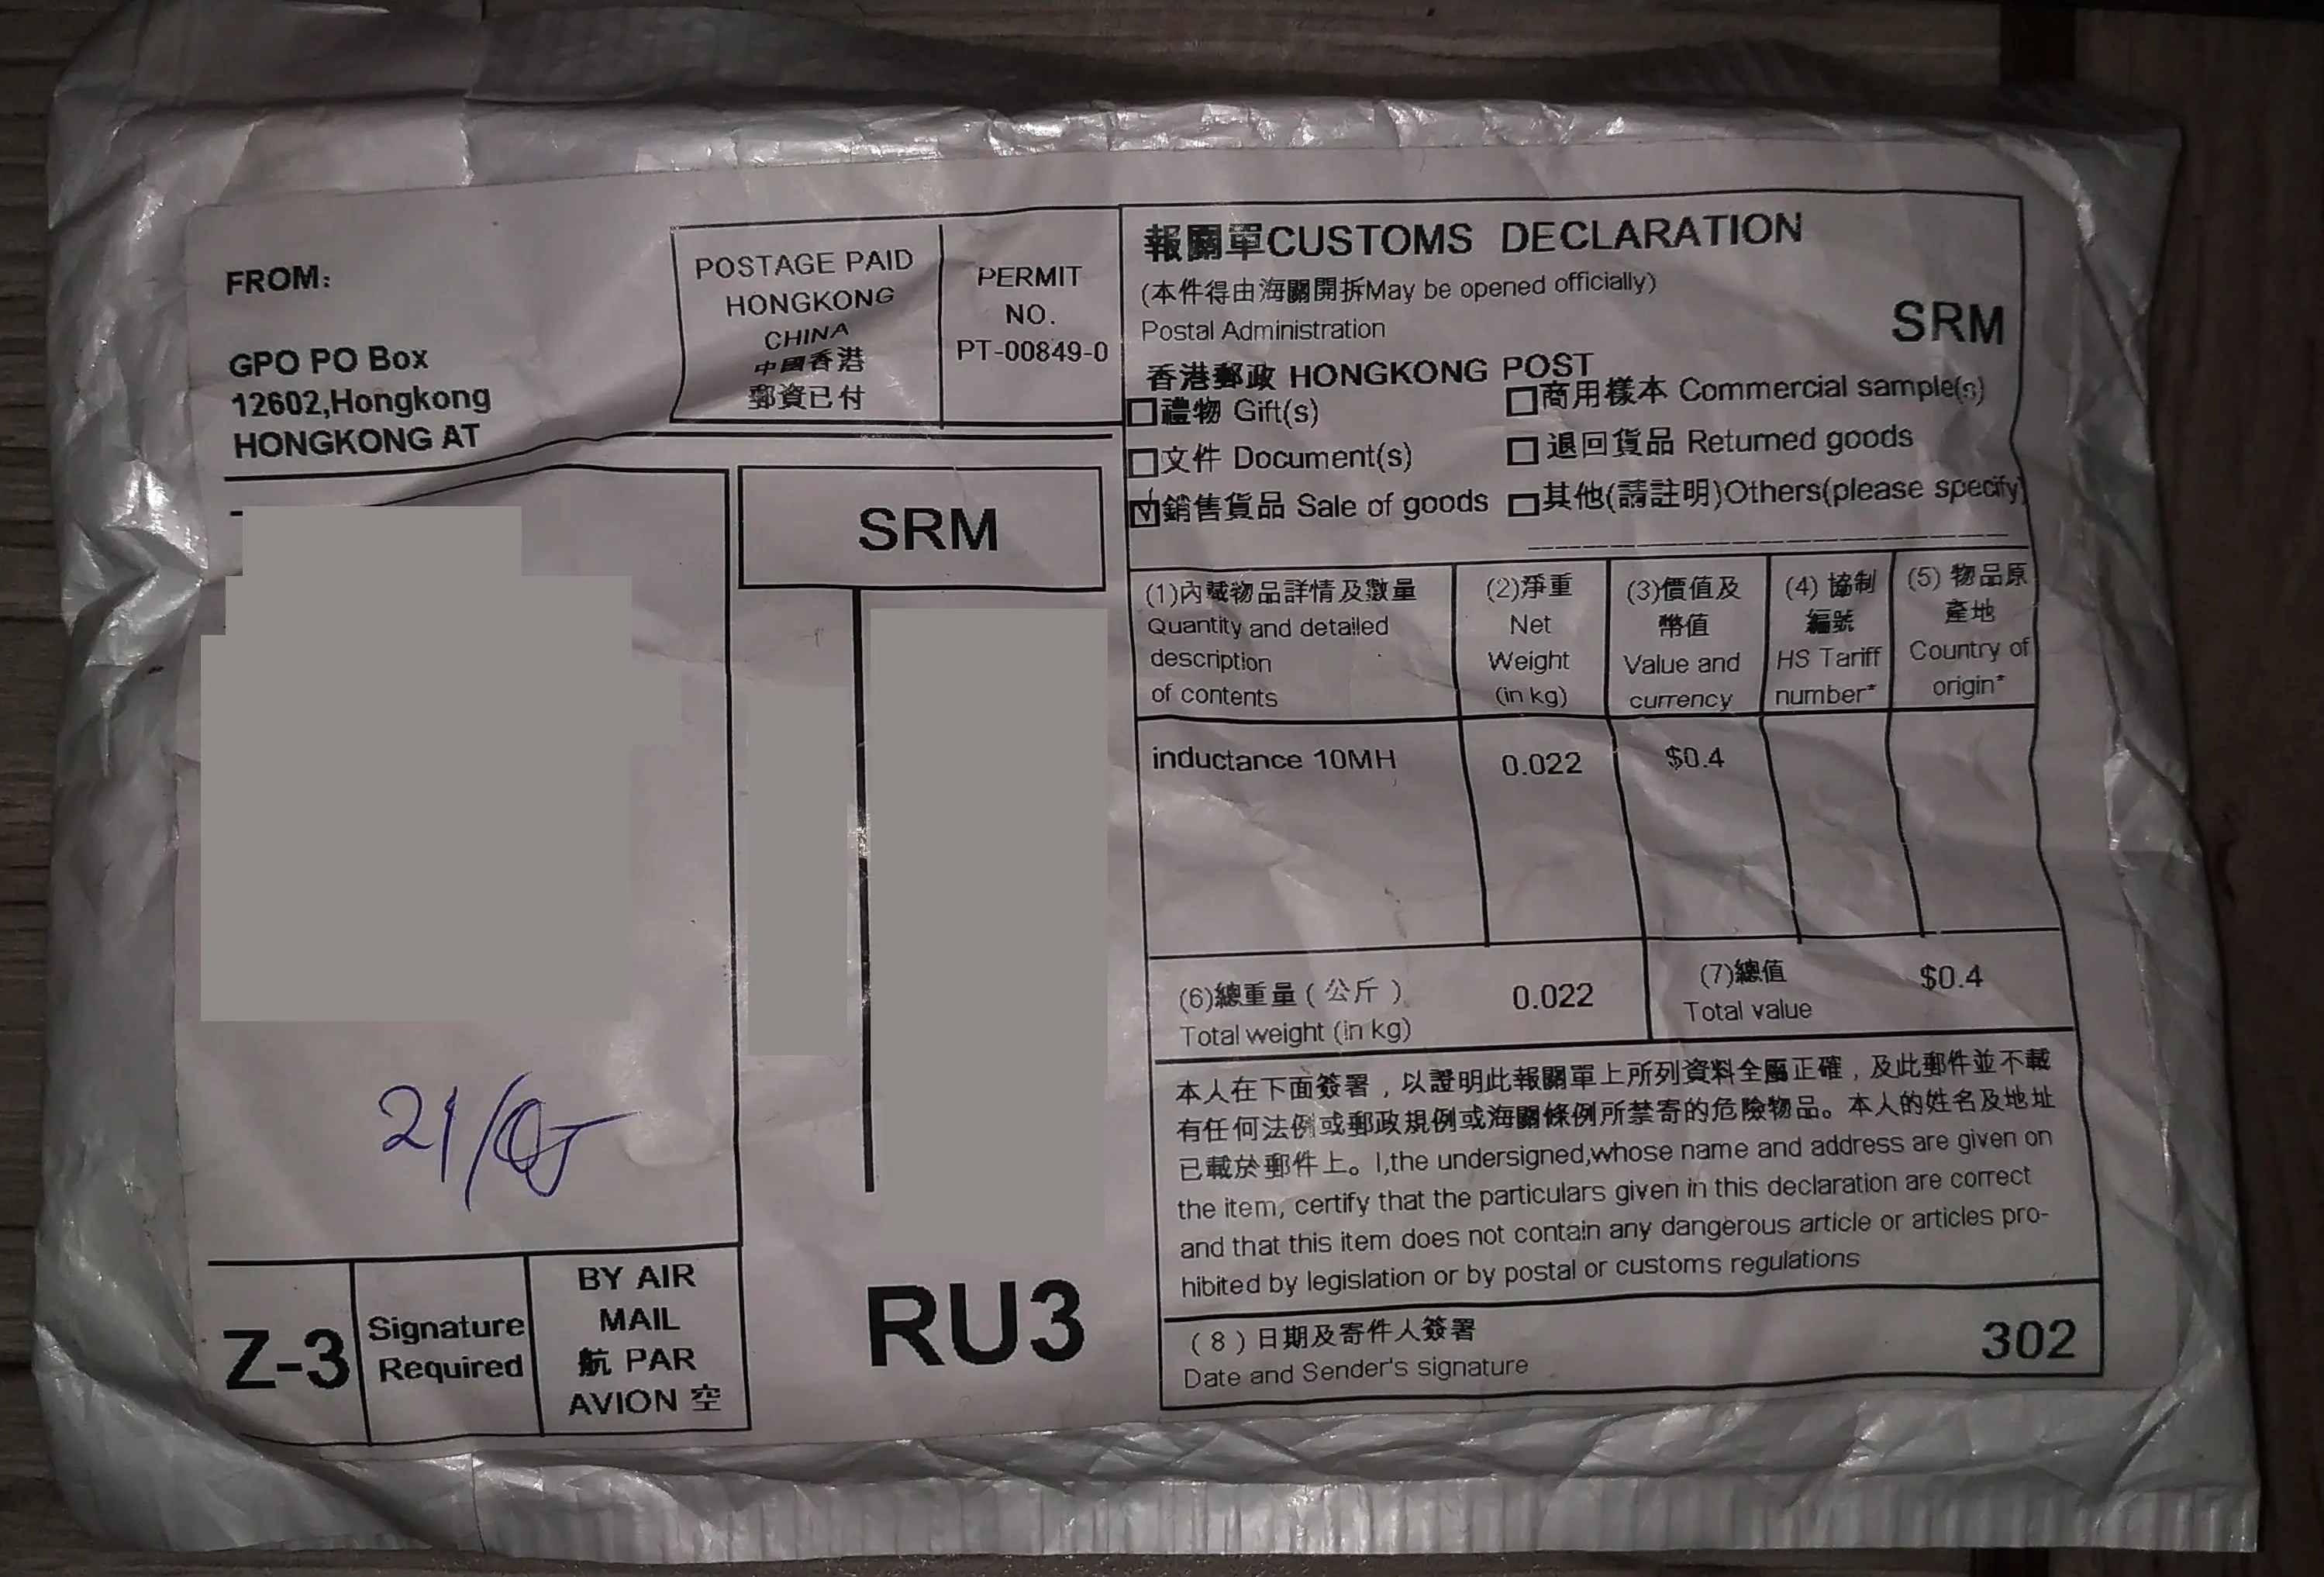 FROM:
GPO PO Box
12602,Hongkong
HONGKONG AT
POSTAGE PAID
HONGKONG
CHINA
中國香港
郵資已付
PERMIT
NO.
PT-00849-0
SRM
21/05
Z-3
Signature
Required
BY AIR
MAIL
航 PAR
AVION 空
RU3
報關單CUSTOMS DECLARATION
(本件得由海關開拆May be opened officially)
Postal Administration
SRM
香港郵政 HONGKONG POST
禮物 Gift(s)
商用樣本 Commercial sample(s)
文件 Document(s)
退回貨品 Returned goods
銷售貨品 Sale of goods
其他(請註明)Others(please specify)
(1)內藏物品詳情及數量
Quantity and detailed
description
of contents
(2)淨重
Net
Weight
(in kg)
(3)價值及
幣值
Value and
currency
(4) 協制
編號
HS Tariff
number*
(5) 物品原
產地
Country of
origin*
inductance 10MH
0.022
$0.4
(6)總重量 ( 公斤 )
Total weight (in kg)
0.022
(7)總值
Total value
$0.4
本人在下面簽署 , 以證明此報關單上所列資料全屬正確 , 及此郵件並不載
有任何法例或郵政規例或海關條例所禁寄的危險物品。本人的姓名及地址
已載於郵件上。I,the undersigned,whose name and address are given on
the item, certify that the particulars given in this declaration are correct
and that this item does not contain any dangerous article or articles pro-
hibited by legislation or by postal or customs regulations
( 8 ) 日期及寄件人簽署
Date and Sender's signature
302